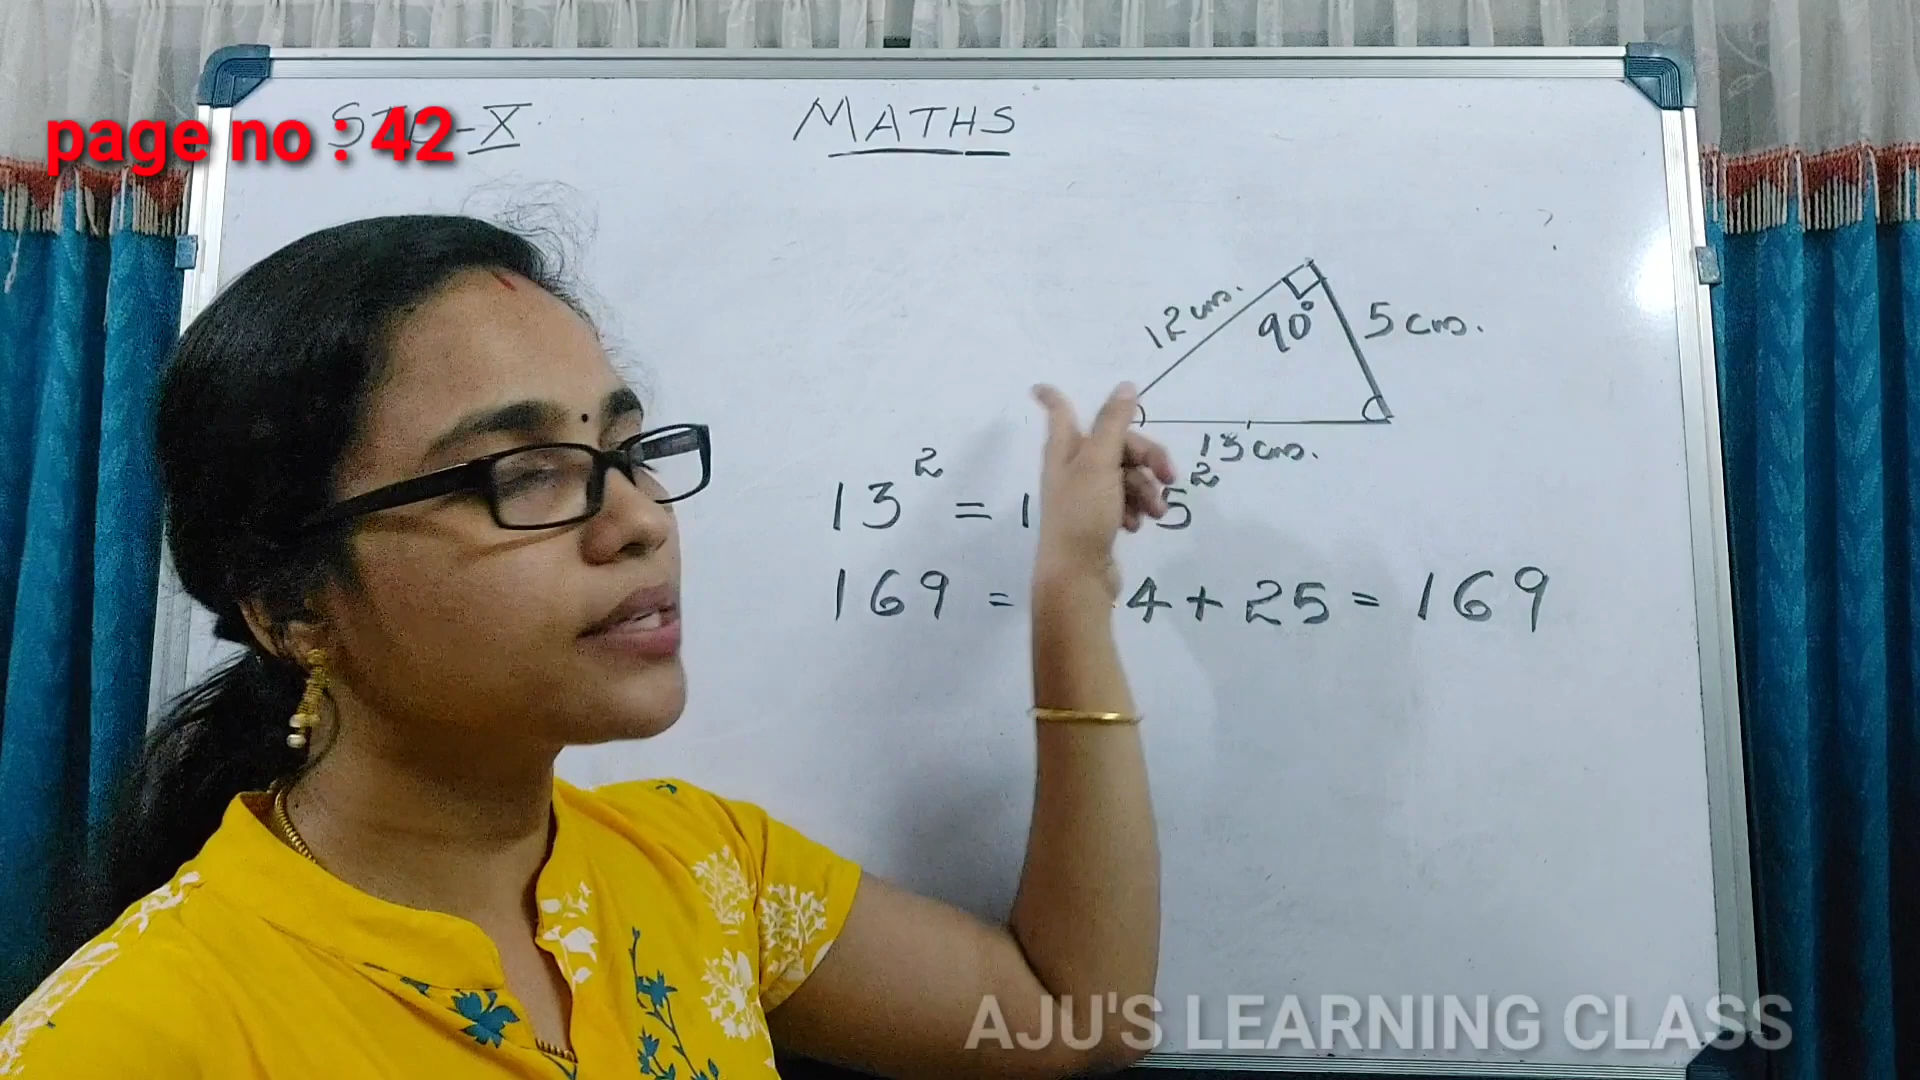 page no : 42
STD-X
MATHS
12 cm.
90°
5 cm.
13 cm.
13² = 1 5²
169 = 4 + 25 = 169
AJU'S LEARNING CLASS